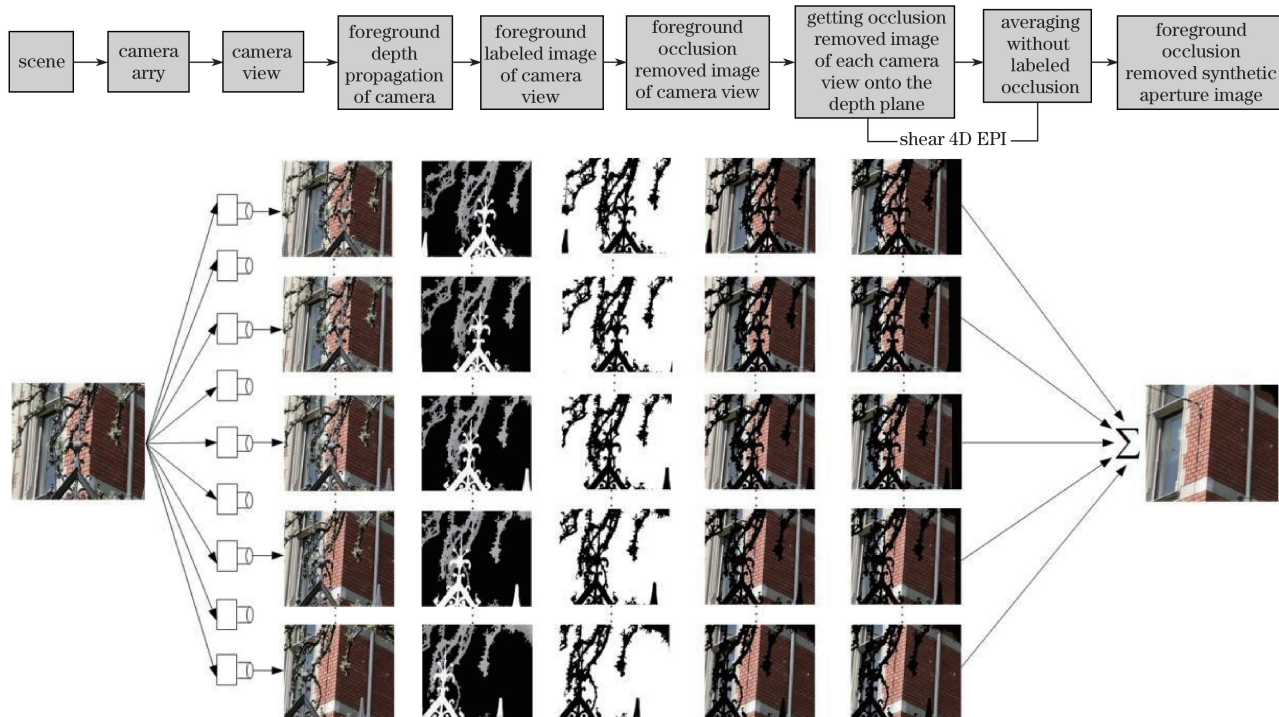 scene
camera
arry
camera
view
foreground
depth
propagation
of camera
foreground
labeled image
of camera
view
foreground
occlusion
removed image
of camera view
getting occlusion
removed image
of each camera
view onto the
depth plane
averaging
without
labeled
occlusion
foreground
occlusion
removed synthetic
aperture image
shear 4D EPI
Σ